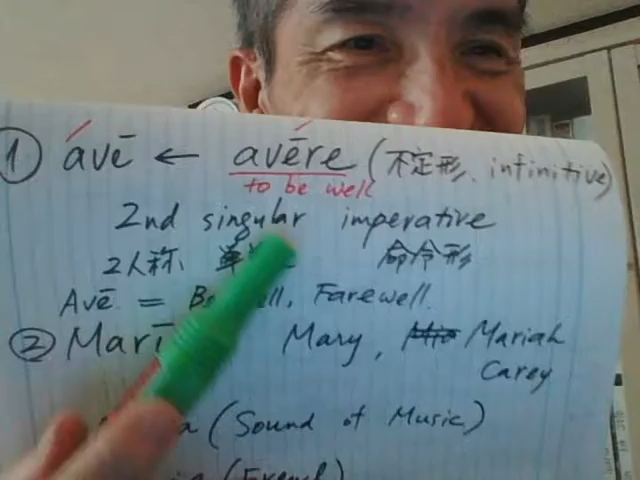 ① ávē ← avēre (不定形、infinitive)
to be well
2nd singular imperative
2人称、 命令形
Avē = Farewell.
② Mary, Mariah
Carey
(Sound of Music)